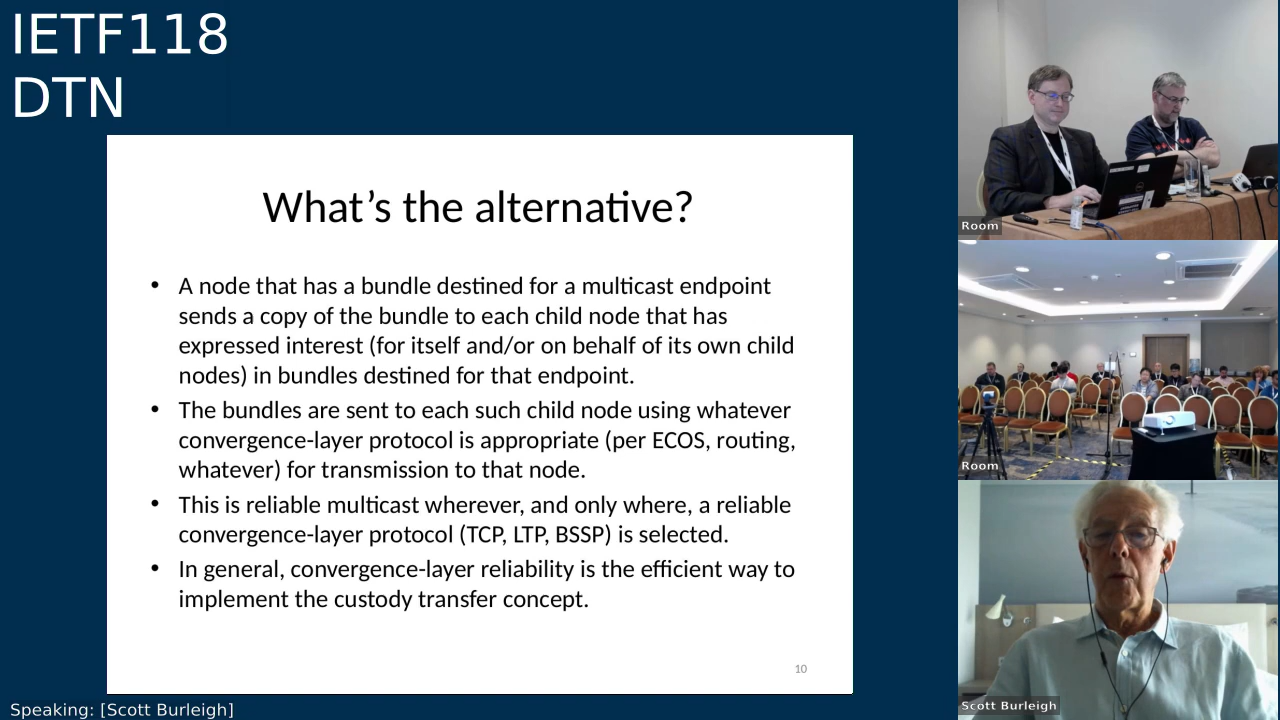 IETF118
DTN
What’s the alternative?
• A node that has a bundle destined for a multicast endpoint
sends a copy of the bundle to each child node that has
expressed interest (for itself and/or on behalf of its own child
nodes) in bundles destined for that endpoint.
• The bundles are sent to each such child node using whatever
convergence-layer protocol is appropriate (per ECOS, routing,
whatever) for transmission to that node.
• This is reliable multicast wherever, and only where, a reliable
convergence-layer protocol (TCP, LTP, BSSP) is selected.
• In general, convergence-layer reliability is the efficient way to
implement the custody transfer concept.
10
Room
Room
Scott Burleigh
Speaking: [Scott Burleigh]